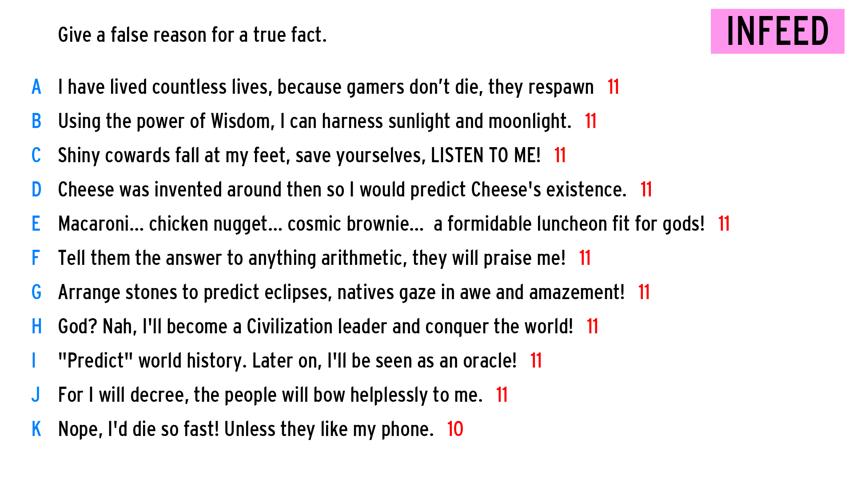 Give a false reason for a true fact.
INFEED
A I have lived countless lives, because gamers don't die, they respawn 11
B Using the power of Wisdom, I can harness sunlight and moonlight. 11
C Shiny cowards fall at my feet, save yourselves, LISTEN TO ME! 11
D Cheese was invented around then so I would predict Cheese's existence. 11
E Macaroni... chicken nugget... cosmic brownie... a formidable luncheon fit for gods! 11
F Tell them the answer to anything arithmetic, they will praise me! 11
G Arrange stones to predict eclipses, natives gaze in awe and amazement! 11
H God? Nah, I'll become a Civilization leader and conquer the world! 11
I "Predict" world history. Later on, I'll be seen as an oracle! 11
J For I will decree, the people will bow helplessly to me. 11
K Nope, I'd die so fast! Unless they like my phone. 10